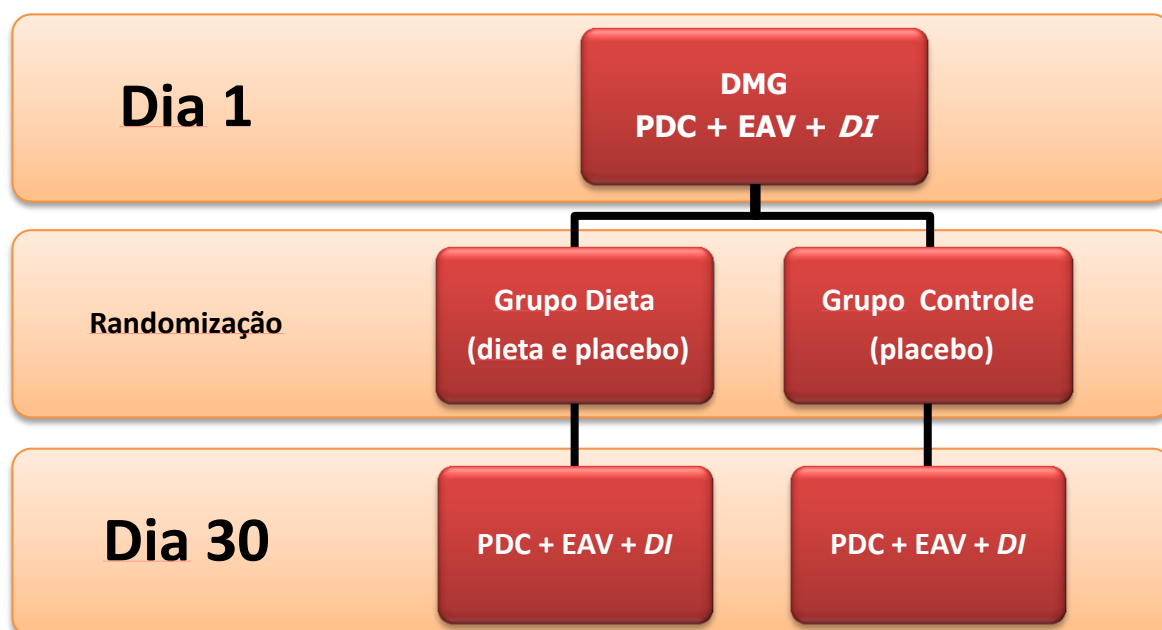 Dia 1
DMG
PDC + EAV + DI
Randomização
Grupo Dieta
(dieta e placebo)
Grupo Controle
(placebo)
Dia 30
PDC + EAV + DI
PDC + EAV + DI